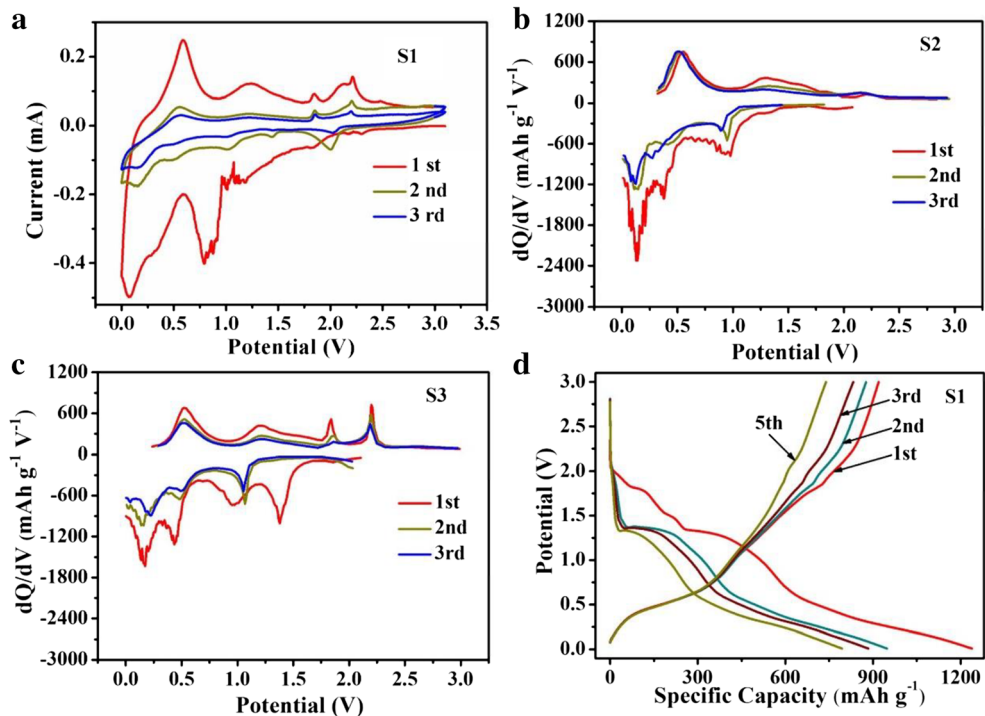 a
S1
0.2
0.0
-0.2
-0.4
Current (mA)
1 st
2 nd
3 rd
0.0 0.5 1.0 1.5 2.0 2.5 3.0 3.5
Potential (V)
b
S2
1200
600
0
-600
-1200
-1800
-2400
-3000
dQ/dV (mAh g-1 V-1)
1st
2nd
3rd
0.0 0.5 1.0 1.5 2.0 2.5 3.0
Potential (V)
c
S3
1200
600
0
-600
-1200
-1800
-2400
-3000
dQ/dV (mAh g-1 V-1)
1st
2nd
3rd
0.0 0.5 1.0 1.5 2.0 2.5 3.0
Potential (V)
d
S1
3.0
2.5
2.0
1.5
1.0
0.5
0.0
Potential (V)
5th
3rd
2nd
1st
0 300 600 900 1200
Specific Capacity (mAh g-1)